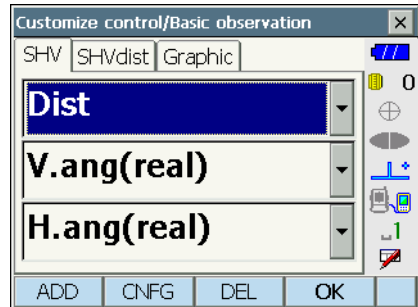 Customize control/Basic observation
SHV SHVdist Graphic
Dist
0
V.ang(real)
H.ang(real)
1
ADD CNFG DEL OK